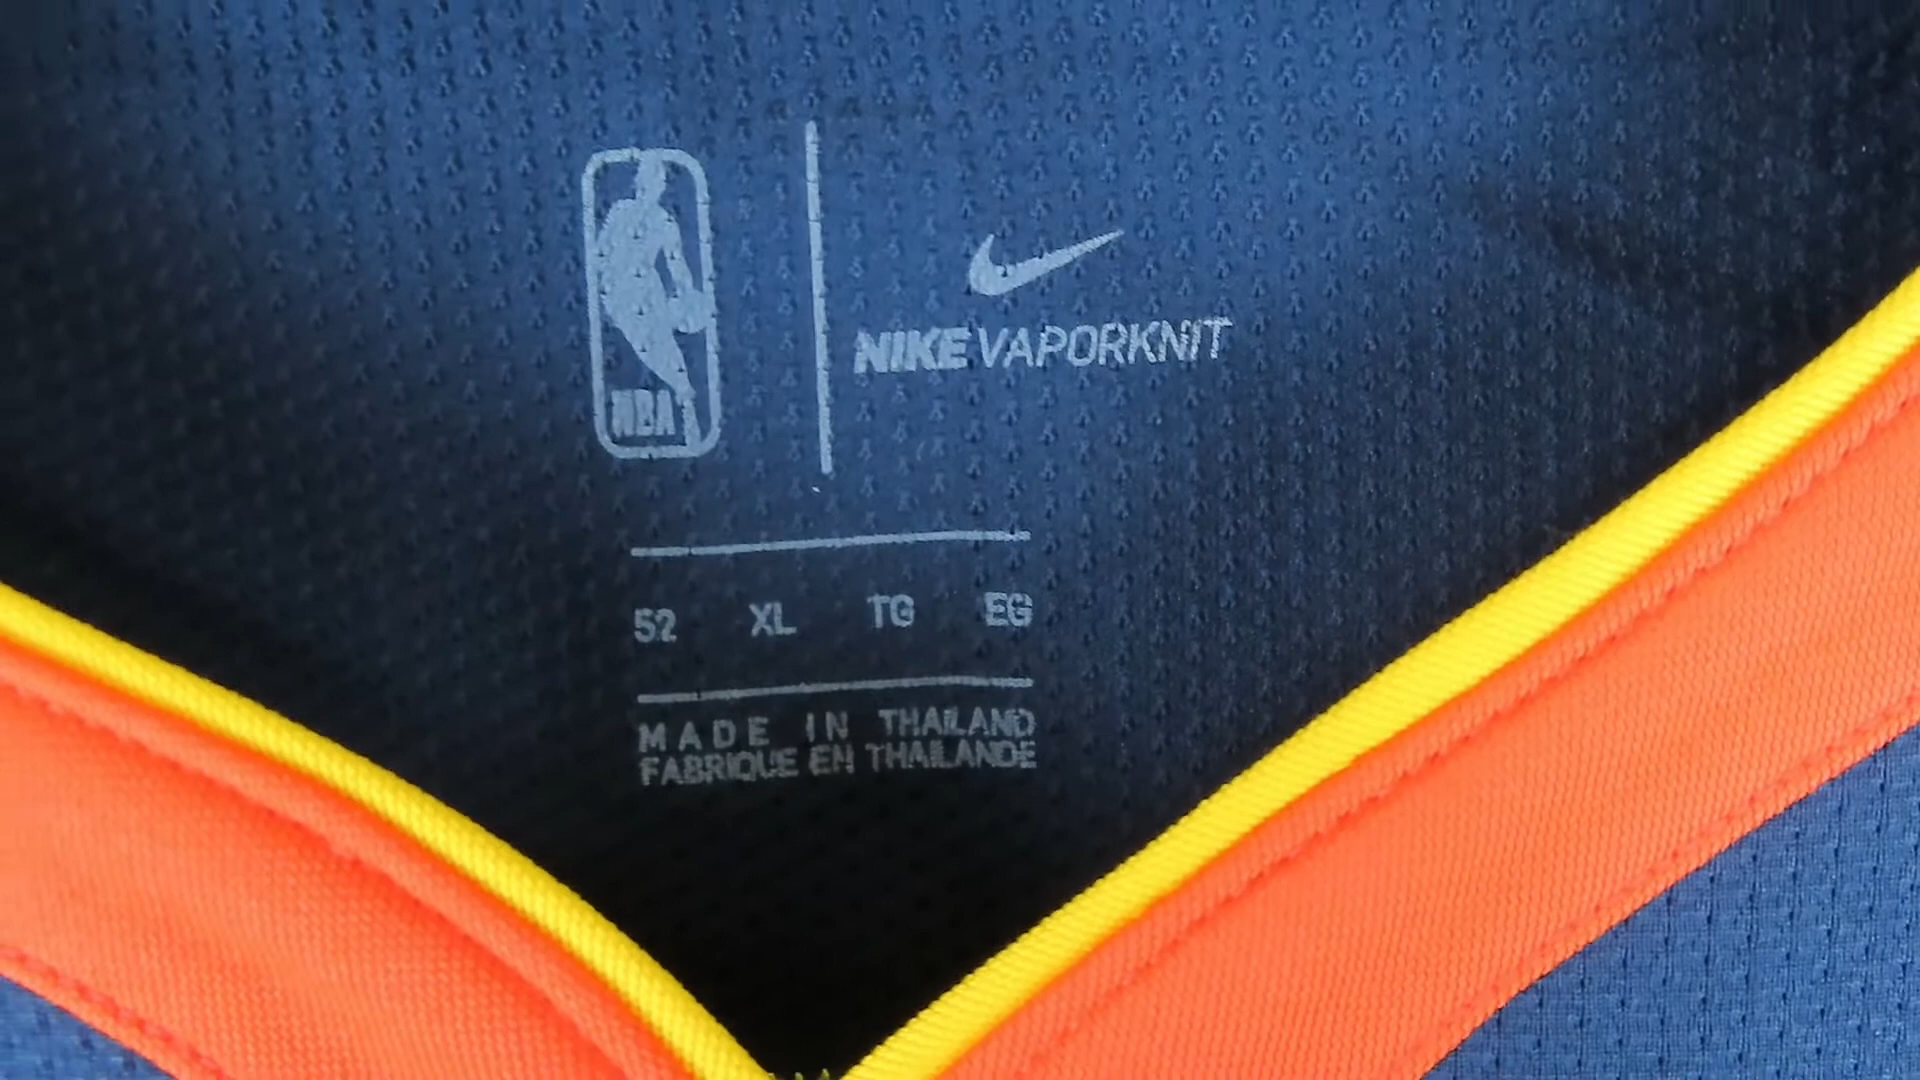 NBA
NIKE VAPORKNIT
52 XL TG EG
MADE IN THAILAND
FABRIQUE EN THAILANDE